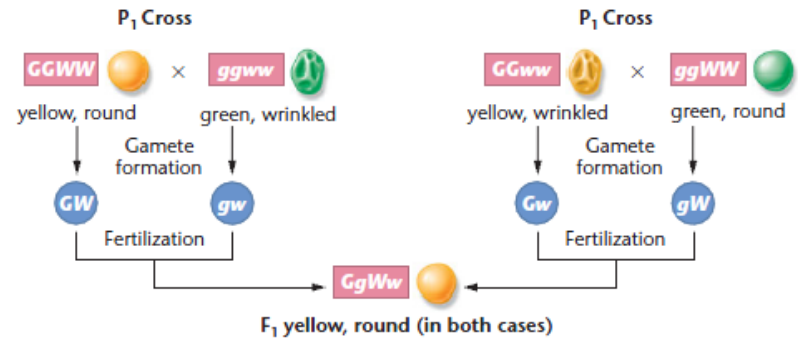 P1 Cross
P1 Cross
GGWW × ggww
GGww × ggWW
yellow, round
green, wrinkled
yellow, wrinkled
green, round
Gamete
formation
Gamete
formation
GW
gw
Gw
gW
Fertilization
Fertilization
GgWw
F1 yellow, round (in both cases)